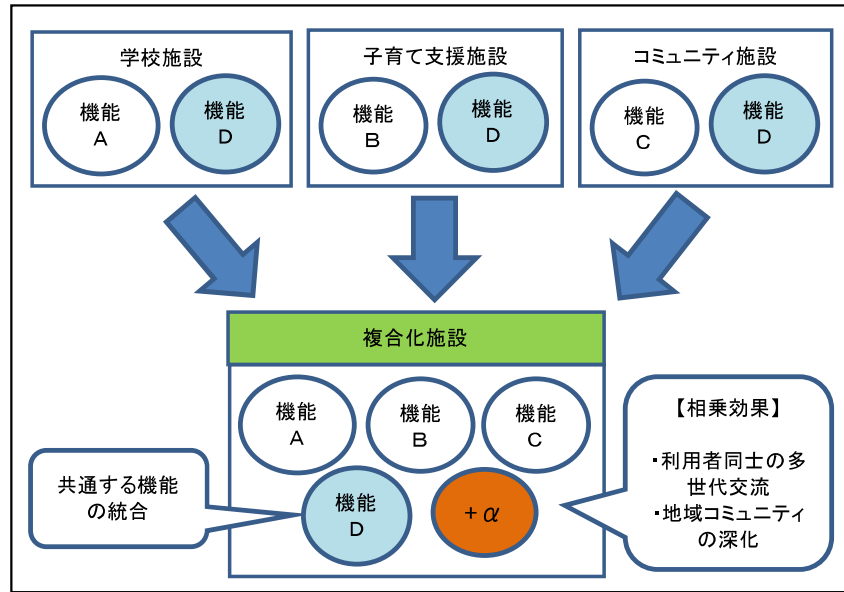 学校施設
機能
A
機能
D
子育て支援施設
機能
B
機能
D
コミュニティ施設
機能
C
機能
D
複合化施設
機能
A
機能
B
機能
C
共通する機能
の統合
機能
D
+α
【相乗効果】
・利用者同士の多
世代交流
・地域コミュニティ
の深化